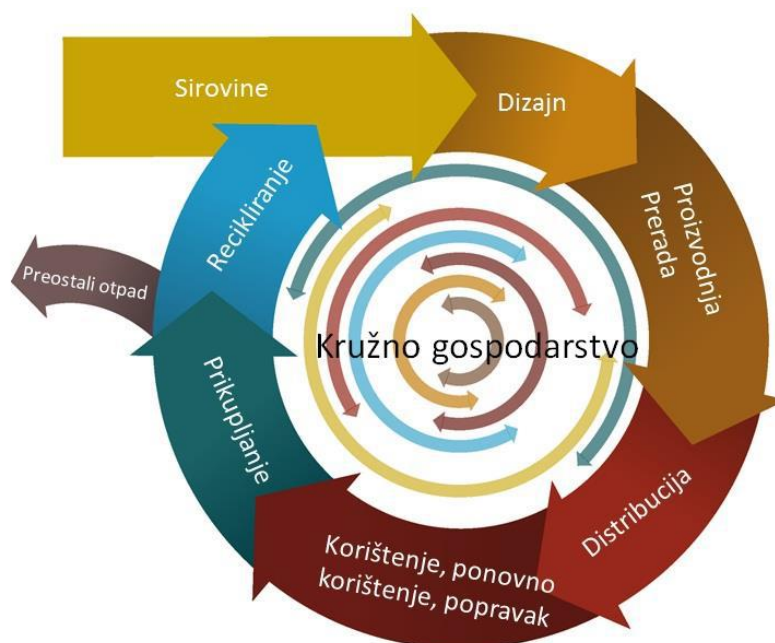 Sirovine
Dizajn
Proizvodnja
Prerada
Distribucija
Korištenje, ponovno
korištenje, popravak
Prikupljanje
Recikliranje
Preostali otpad
Kružno gospodarstvo